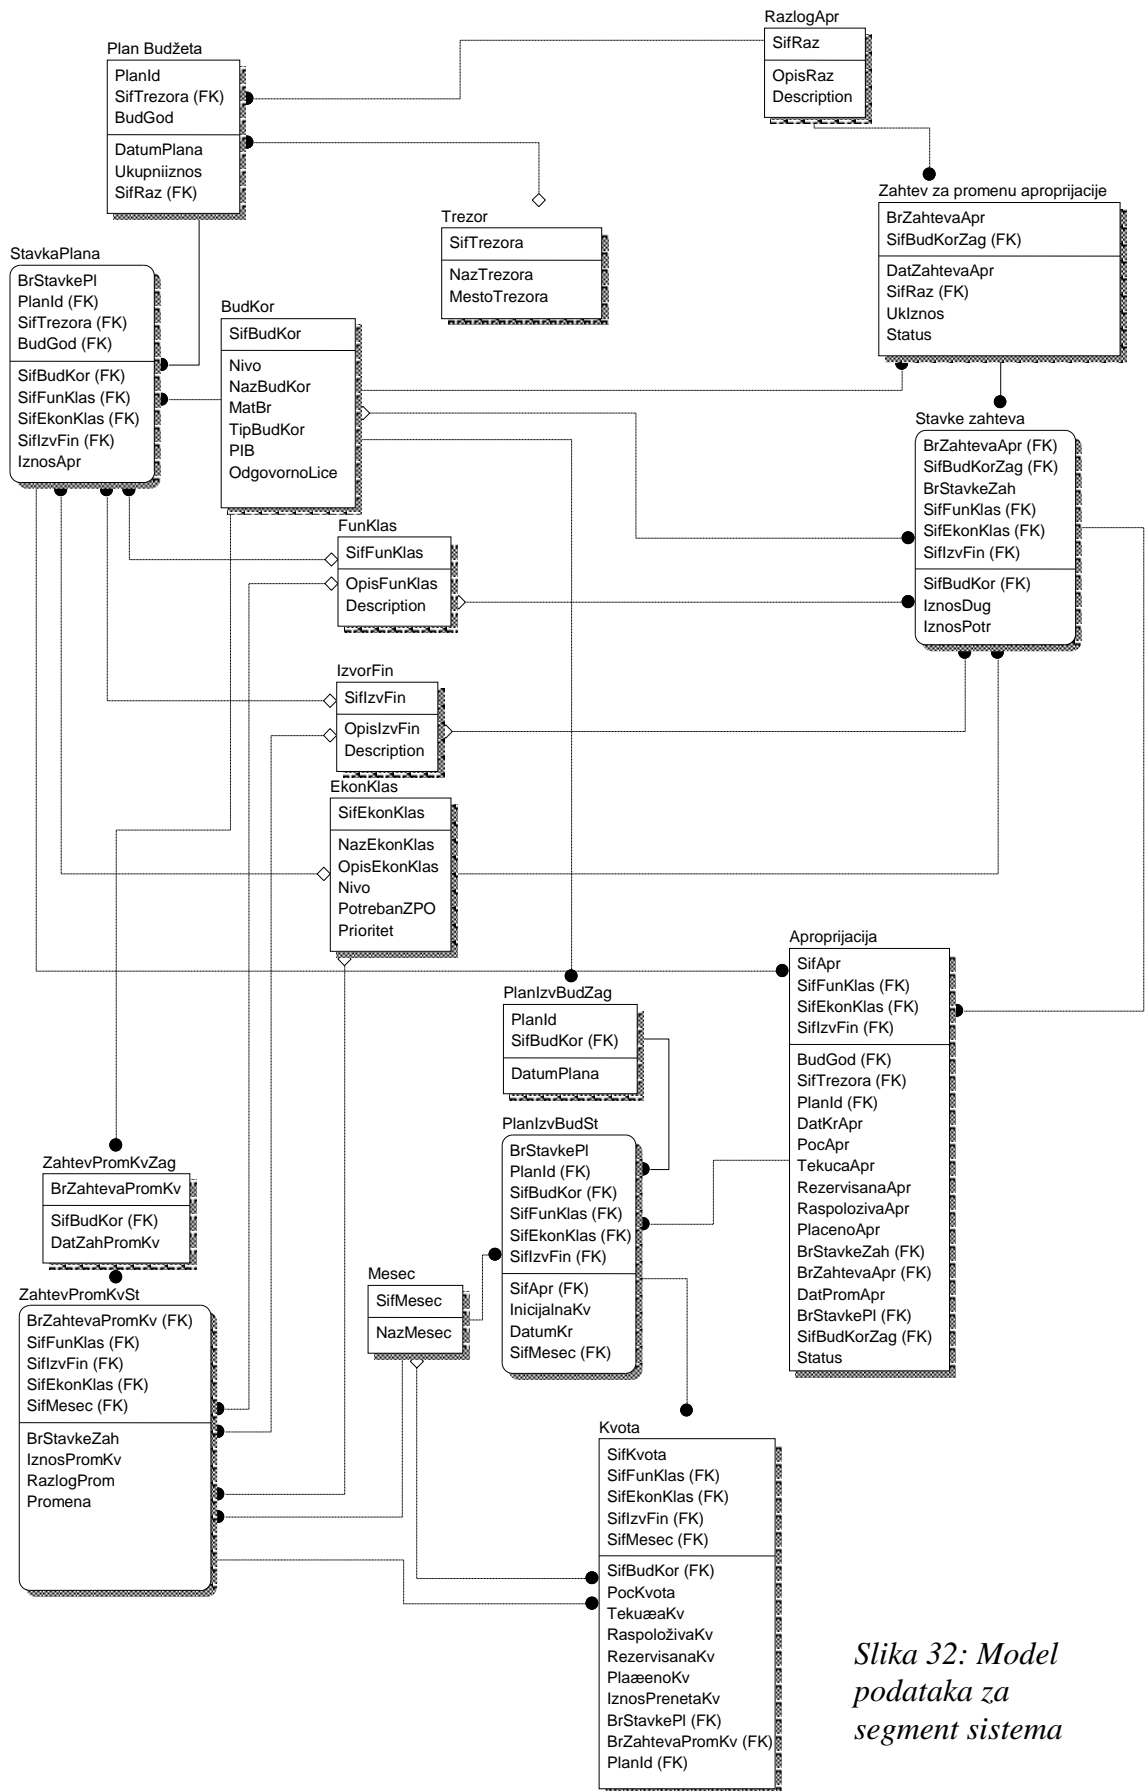 RazlogApr
SifRaz
OpisRaz
Description
Plan Budžeta
PlanId
SifTrezora (FK)
BudGod
DatumPlana
Ukupniiznos
SifRaz (FK)
Zahtev za promenu aproprijacije
BrZahtevaApr
SifBudKorZag (FK)
DatZahtevaApr
SifRaz (FK)
UkIznos
Status
Trezor
SifTrezora
NazTrezora
MestoTrezora
StavkaPlana
BrStavkePl
PlanId (FK)
SifTrezora (FK)
BudGod (FK)
SifBudKor (FK)
SifFunKlas (FK)
SifEkonKlas (FK)
SifIzvFin (FK)
IznosApr
BudKor
SifBudKor
Nivo
NazBudKor
MatBr
TipBudKor
PIB
OdgovornoLice
Stavke zahteva
BrZahtevaApr (FK)
SifBudKorZag (FK)
BrStavkeZah
SifFunKlas (FK)
SifEkonKlas (FK)
SifIzvFin (FK)
SifBudKor (FK)
IznosDug
IznosPotr
FunKlas
SifFunKlas
OpisFunKlas
Description
IzvorFin
SifIzvFin
OpisIzvFin
Description
EkonKlas
SifEkonKlas
NazEkonKlas
OpisEkonKlas
Nivo
PotrebanZPO
Prioritet
Aproprijacija
SifApr
SifFunKlas (FK)
SifEkonKlas (FK)
SifIzvFin (FK)
BudGod (FK)
SifTrezora (FK)
PlanId (FK)
DatKrApr
PocApr
TekucaApr
RezervisanaApr
RaspolozivaApr
PlacenoApr
BrStavkeZah (FK)
BrZahtevaApr (FK)
DatPromApr
BrStavkePl (FK)
SifBudKorZag (FK)
Status
PlanIzvBudZag
PlanId
SifBudKor (FK)
DatumPlana
PlanIzvBudSt
BrStavkePl
PlanId (FK)
SifBudKor (FK)
SifFunKlas (FK)
SifEkonKlas (FK)
SifIzvFin (FK)
SifApr (FK)
InicijalnaKv
DatumKr
SifMesec (FK)
ZahtevPromKvZag
BrZahtevaPromKv
SifBudKor (FK)
DatZahPromKv
Mesec
SifMesec
NazMesec
ZahtevPromKvSt
BrZahtevaPromKv (FK)
SifFunKlas (FK)
SifIzvFin (FK)
SifEkonKlas (FK)
SifMesec (FK)
BrStavkeZah
IznosPromKv
RazlogProm
Promena
Kvota
SifKvota
SifFunKlas (FK)
SifEkonKlas (FK)
SifIzvFin (FK)
SifMesec (FK)
SifBudKor (FK)
PocKvota
TekuæaKv
RaspoloživaKv
RezervisanaKv
PlaæenoKv
IznosPrenetaKv
BrStavkePl (FK)
BrZahtevaPromKv (FK)
PlanId (FK)
Slika 32: Model
podataka za
segment sistema